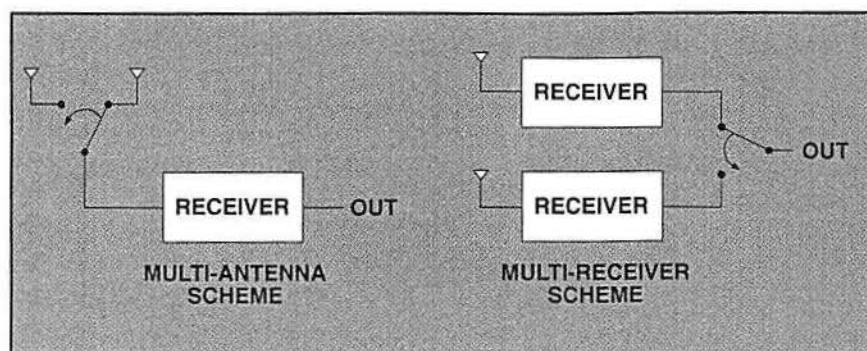 RECEIVER
OUT
MULTI-ANTENNA
SCHEME
RECEIVER
RECEIVER
OUT
MULTI-RECEIVER
SCHEME